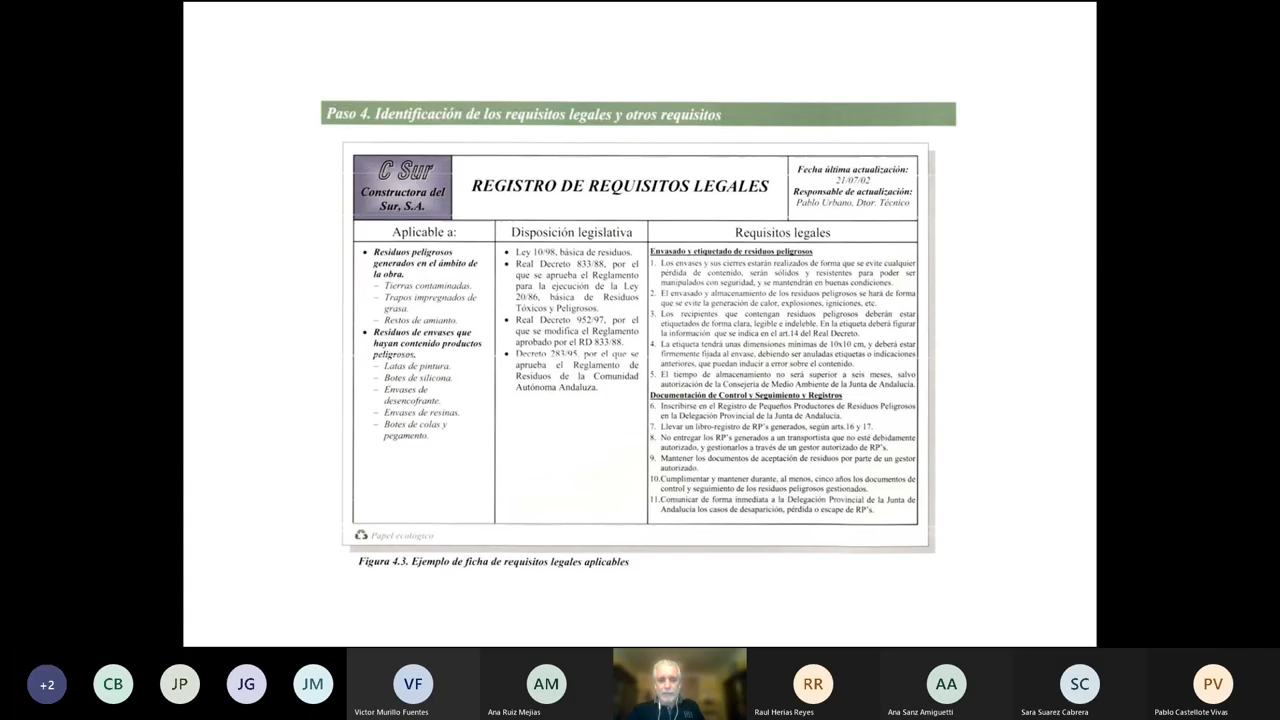 Paso 4. Identificación de los requisitos legales y otros requisitos
C Sur
Constructora del
Sur, S.A.
REGISTRO DE REQUISITOS LEGALES
Fecha última actualización:
21/07/02
Responsable de actualización:
Pablo Urbano, Dtor. Técnico
Aplicable a:
Disposición legislativa
Requisitos legales
• Residuos peligrosos
generados en el ámbito de
la obra.
– Tierras contaminadas.
– Trapos impregnados de
grasa.
– Restos de amianto.
• Residuos de envases que
hayan contenido productos
peligrosos.
– Latas de pintura.
– Botes de silicona.
– Envases de
desencofrante.
– Envases de resinas.
– Botes de colas y
pegamento.
• Ley 10/98, básica de residuos.
• Real Decreto 833/88, por el
que se aprueba el Reglamento
para la ejecución de la Ley
20/86, básica de Residuos
Tóxicos y Peligrosos.
• Real Decreto 952/97, por el
que se modifica el Reglamento
aprobado por el RD 833/88.
• Decreto 283/95, por el que se
aprueba el Reglamento de
Residuos de la Comunidad
Autónoma Andaluza.
Envasado y etiquetado de residuos peligrosos
1. Los envases y sus cierres estarán realizados de forma que se evite cualquier
pérdida de contenido, serán sólidos y resistentes para poder ser
manipulados con seguridad, y se mantendrán en buenas condiciones.
2. El envasado y almacenamiento de los residuos peligrosos se hará de forma
que se evite la generación de calor, explosiones, igniciones, etc.
3. Los recipientes que contengan residuos peligrosos deberán estar
etiquetados de forma clara, legible e indeleble. En la etiqueta deberá figurar
la información que se indica en el art.14 del Real Decreto.
4. La etiqueta tendrá unas dimensiones mínimas de 10x10 cm, y deberá estar
firmemente fijada al envase, debiendo ser anuladas etiquetas o indicaciones
anteriores, que puedan inducir a error sobre el contenido.
5. El tiempo de almacenamiento no será superior a seis meses, salvo
autorización de la Consejería de Medio Ambiente de la Junta de Andalucía.
Documentación de Control y Seguimiento y Registros
6. Inscribirse en el Registro de Pequeños Productores de Residuos Peligrosos
en la Delegación Provincial de la Junta de Andalucía.
7. Llevar un libro-registro de RP's generados, según arts.16 y 17.
8. No entregar los RP's generados a un transportista que no esté debidamente
autorizado, y gestionarlos a través de un gestor autorizado de RP's.
9. Mantener los documentos de aceptación de residuos por parte de un gestor
autorizado.
10.Cumplimentar y mantener durante, al menos, cinco años los documentos de
control y seguimiento de los residuos peligrosos gestionados.
11.Comunicar de forma inmediata a la Delegación Provincial de la Junta de
Andalucía los casos de desaparición, pérdida o escape de RP's.
Papel ecológico
Figura 4.3. Ejemplo de ficha de requisitos legales aplicables
+2
CB
JP
JG
JM
VF
AM
RR
AA
SC
PV
Victor Murillo Fuentes
Ana Ruiz Mejias
Raul Herias Reyes
Ana Sanz Amiguetti
Sara Suarez Cabrera
Pablo Castellote Vivas